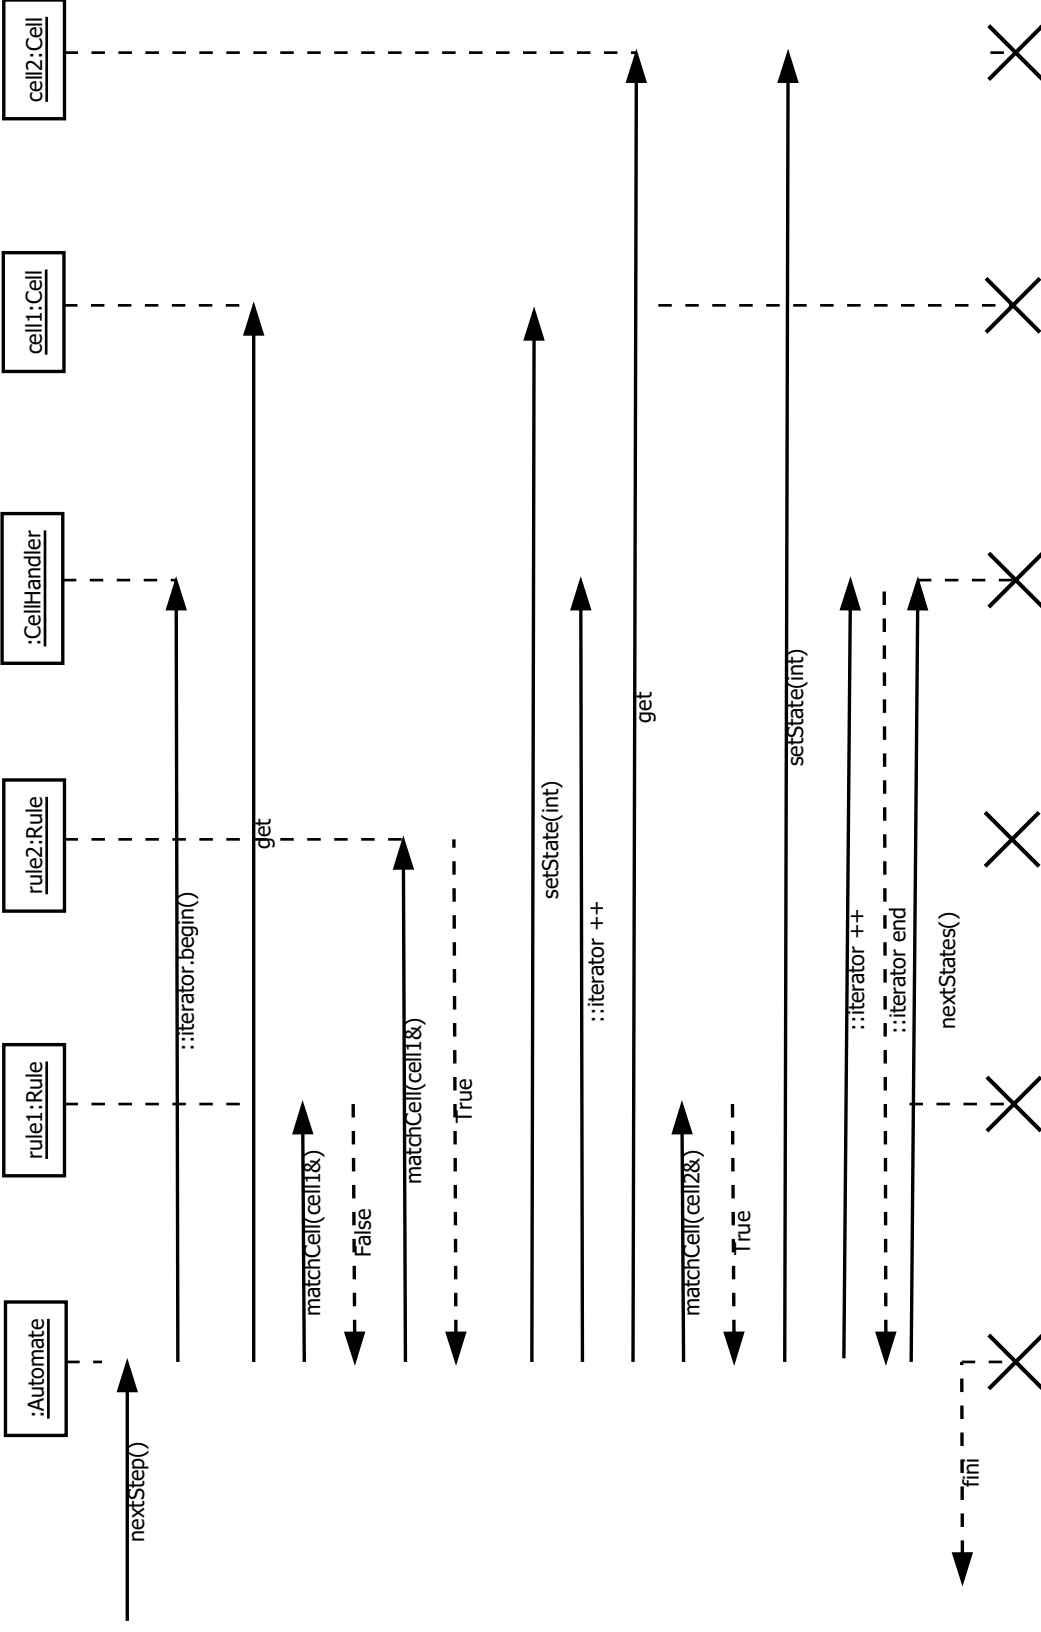 :Automate
rule1:Rule
rule2:Rule
:CellHandler
cell1:Cell
cell2:Cell
nextStep()
::iterator.begin()
get
matchCell(cell1&)
False
matchCell(cell1&)
True
setState(int)
::iterator ++
get
matchCell(cell2&)
True
setState(int)
::iterator ++
::iterator end
nextStates()
fini